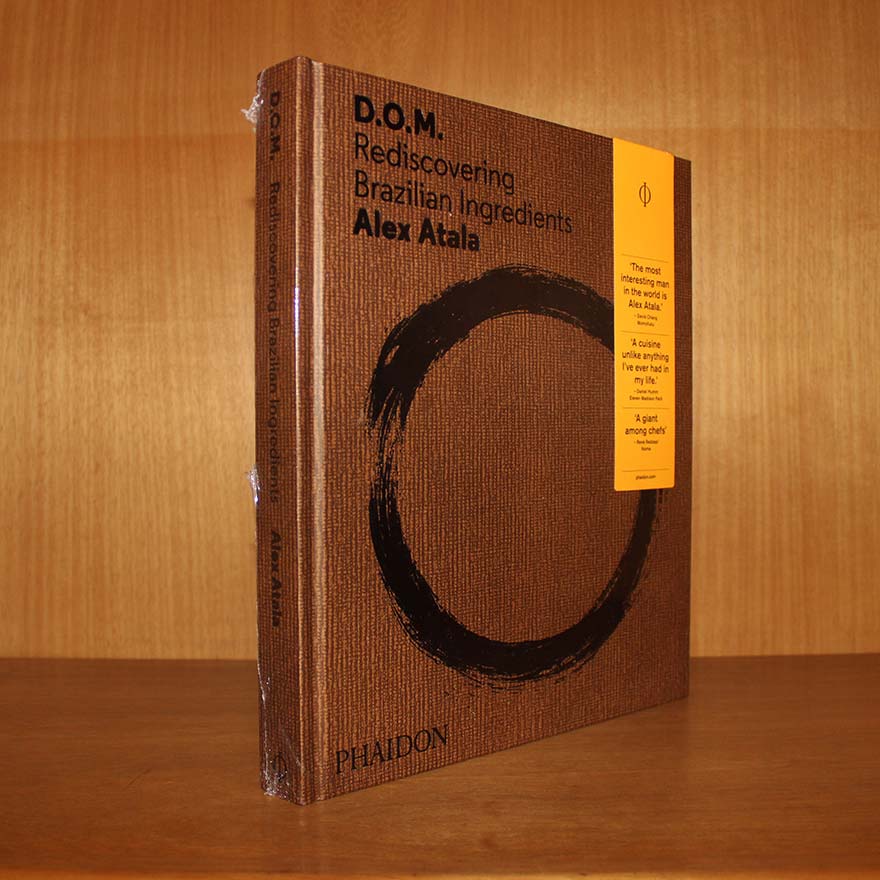 D.O.M.
Rediscovering
Brazilian Ingredients
Alex Atala
PHAIDON
D.O.M. Rediscovering Brazilian Ingredients Alex Atala
'The most
interesting man
in the world is
Alex Atala.'
– David Chang
Momofuku
'A cuisine
unlike anything
I've ever had in
my life.'
– Daniel Humm
Eleven Madison Park
'A giant
among chefs'
– René Redzepi
Noma
phaidon.com